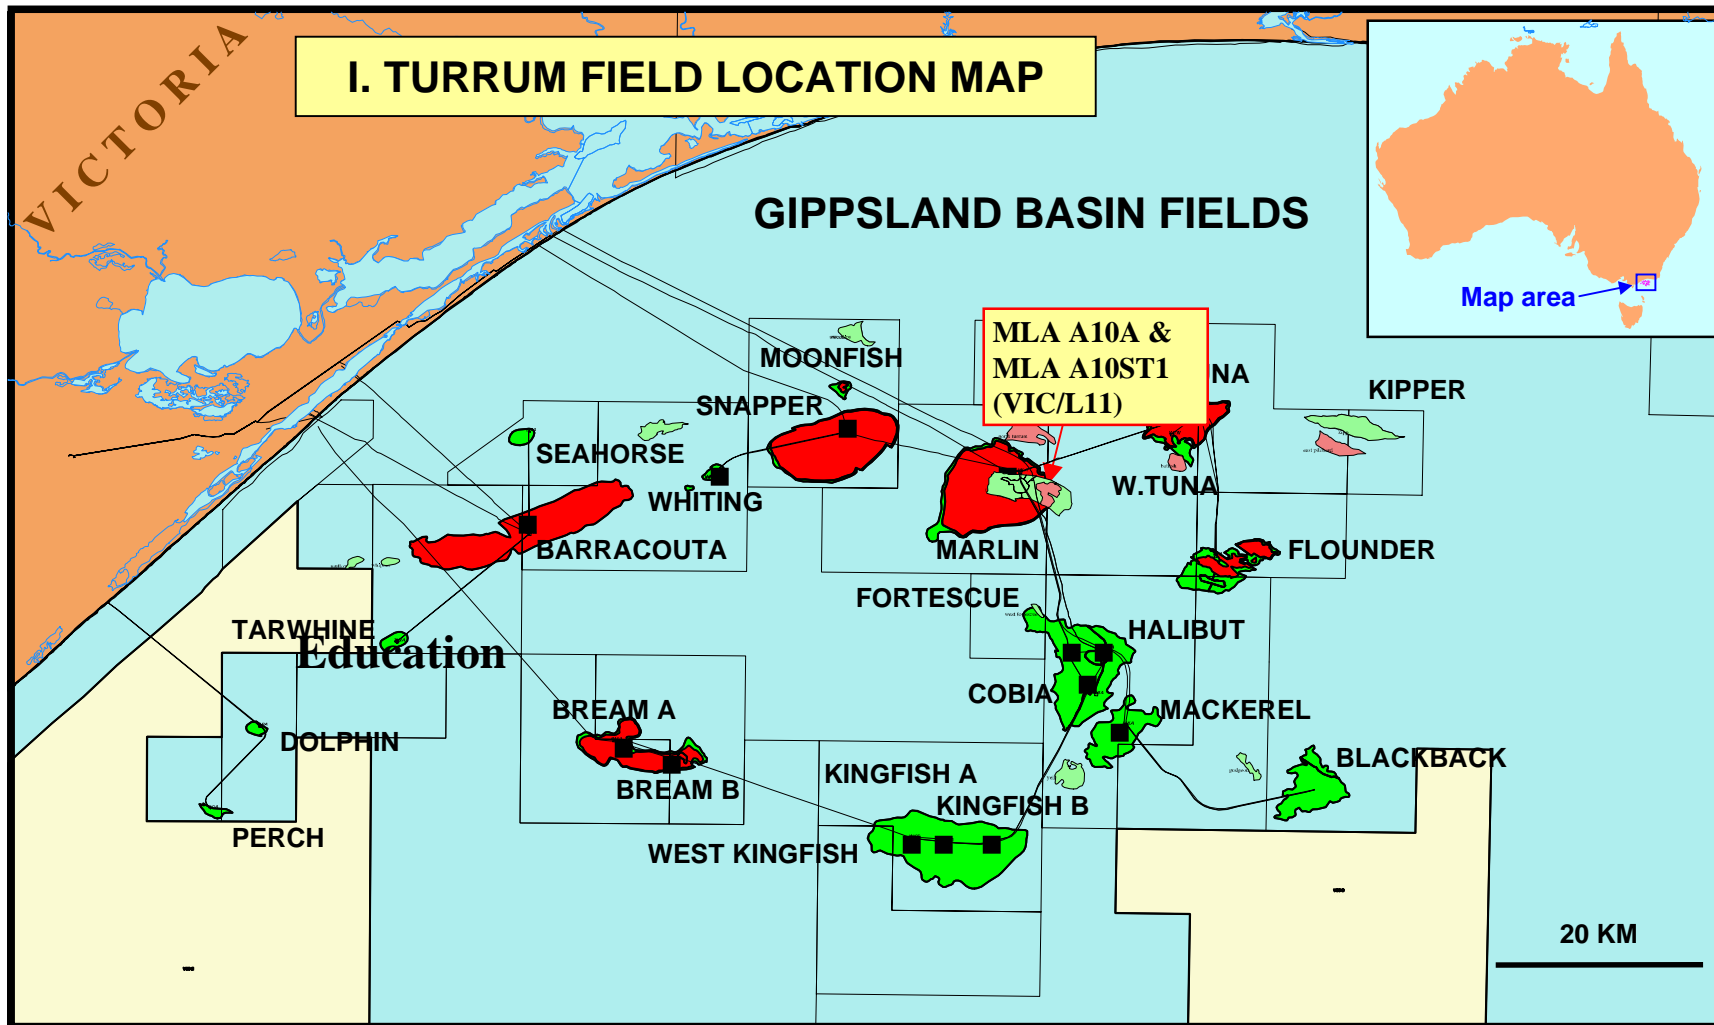 VICTORIA
I. TURRUM FIELD LOCATION MAP
GIPPSLAND BASIN FIELDS
Map area
MLA A10A &
MLA A10ST1
(VIC/L11)
MOONFISH
NA
KIPPER
SNAPPER
SEAHORSE
WHITING
W.TUNA
BARRACOUTA
MARLIN
FLOUNDER
FORTESCUE
TARWHINE
Education
HALIBUT
COBIA
BREAM A
MACKEREL
DOLPHIN
BLACKBACK
KINGFISH A
BREAM B
KINGFISH B
PERCH
WEST KINGFISH
20 KM